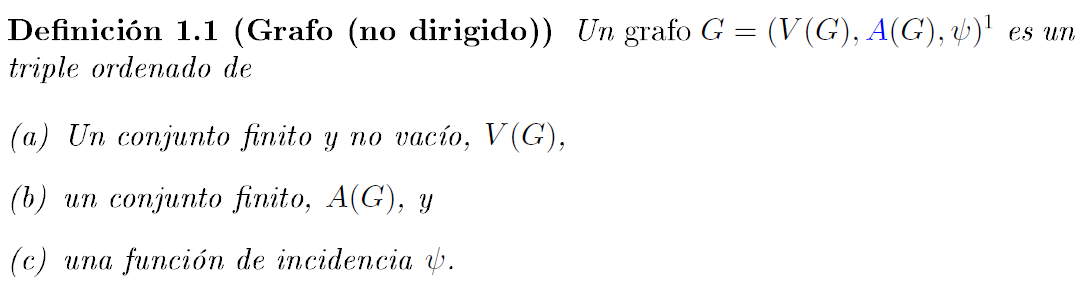 Definición 1.1 (Grafo (no dirigido)) Un grafo G = (V(G), A(G), ψ)¹ es un
triple ordenado de
(a) Un conjunto finito y no vacío, V(G),
(b) un conjunto finito, A(G), y
(c) una función de incidencia ψ.